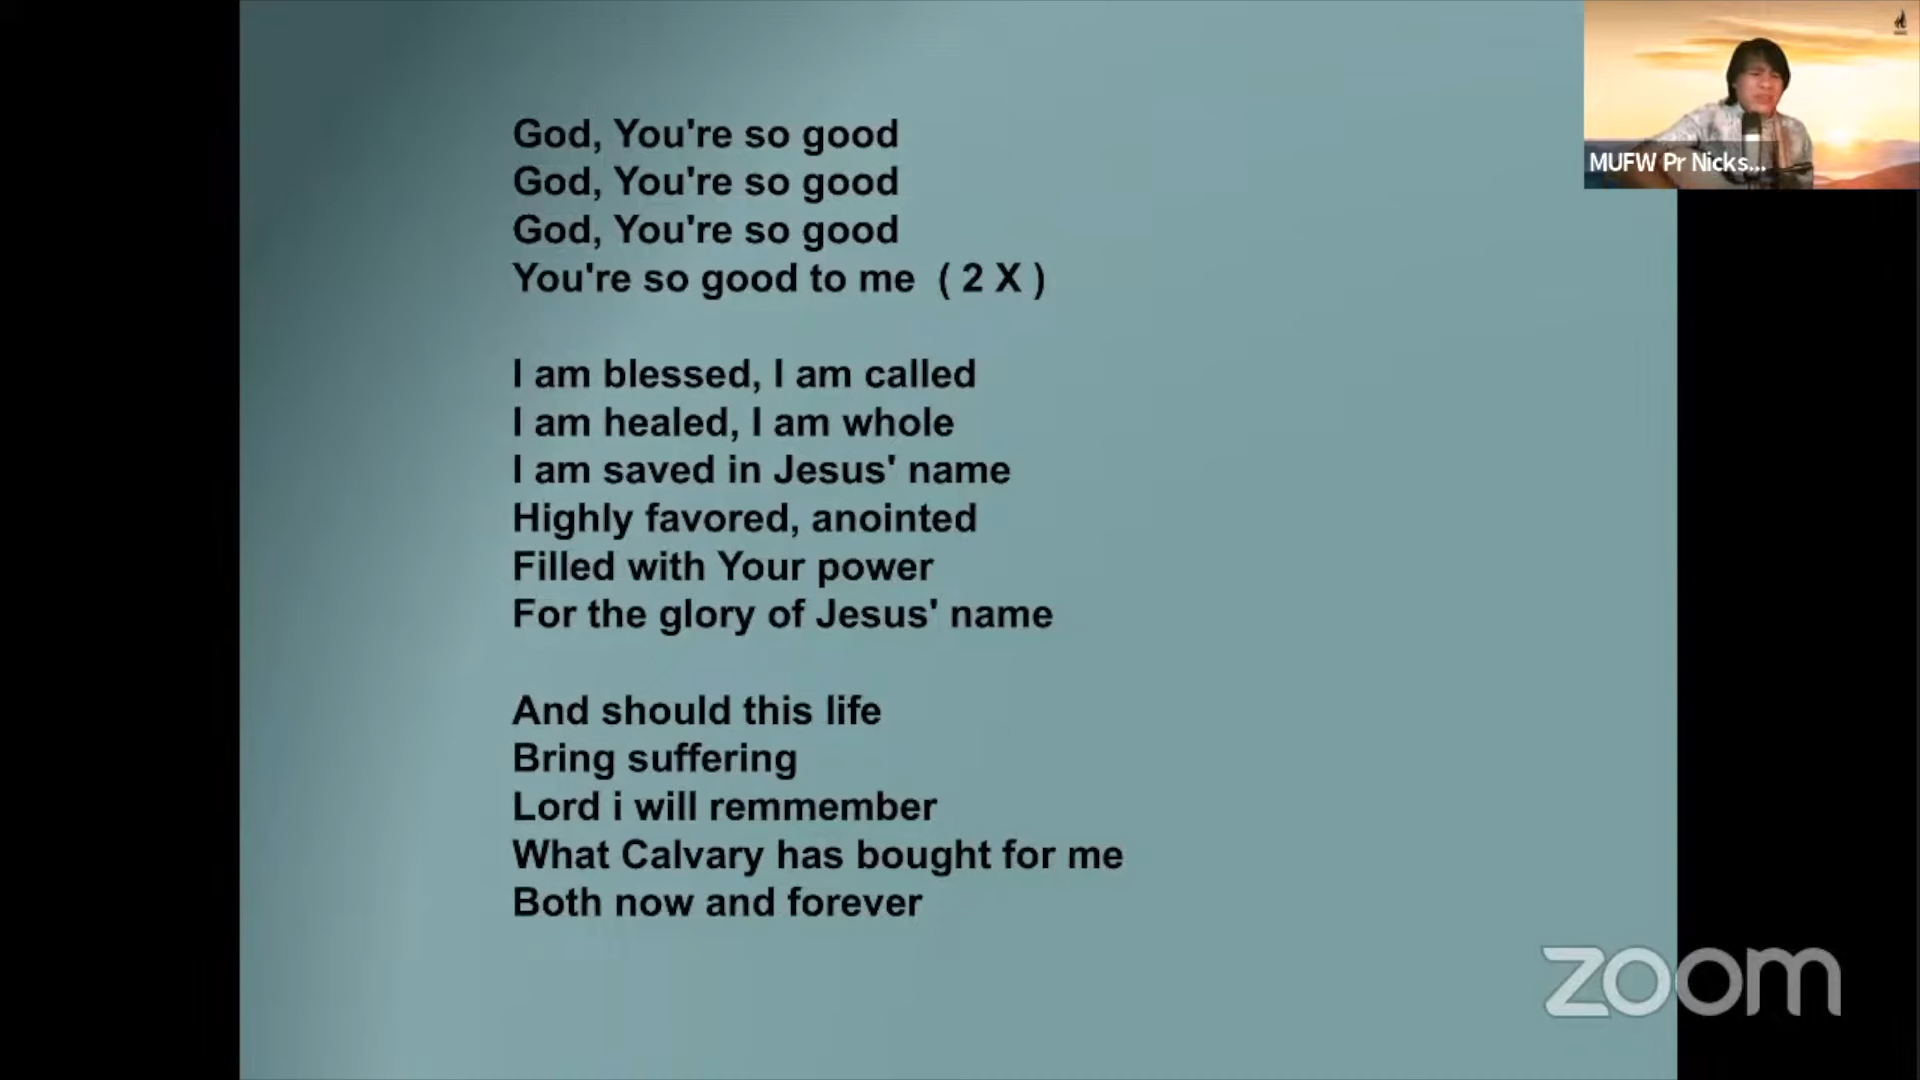 God, You're so good
God, You're so good
God, You're so good
You're so good to me ( 2 X )
I am blessed, I am called
I am healed, I am whole
I am saved in Jesus' name
Highly favored, anointed
Filled with Your power
For the glory of Jesus' name
And should this life
Bring suffering
Lord i will remmember
What Calvary has bought for me
Both now and forever
MUFW Pr Nicks...
zoom